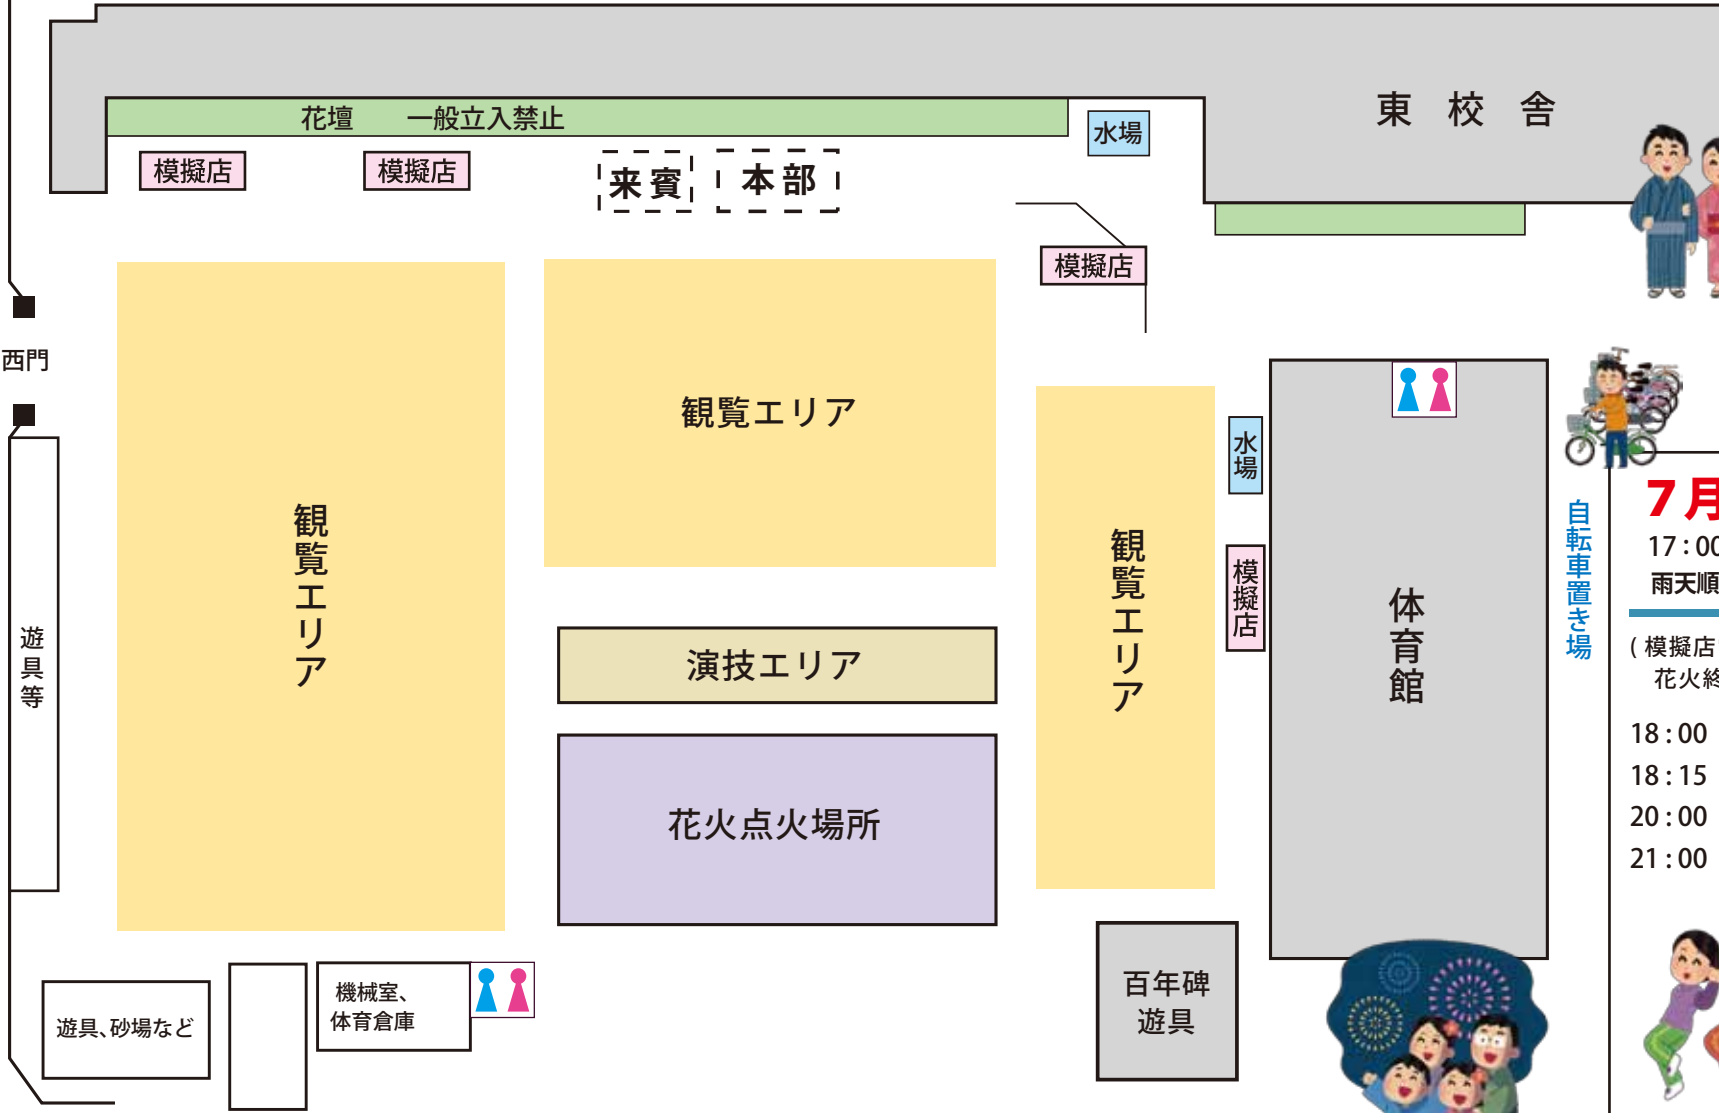 東校舎
花壇 一般立入禁止
水場
模擬店
模擬店
来賓
本部
模擬店
西門
観覧エリア
観覧エリア
観覧エリア
水場
模擬店
体育館
自転車置き場
演技エリア
花火点火場所
遊具等
遊具、砂場など
機械室、
体育倉庫
百年碑
遊具
7月
17:00
雨天順
(模擬店
花火終
18:00
18:15
20:00
21:00